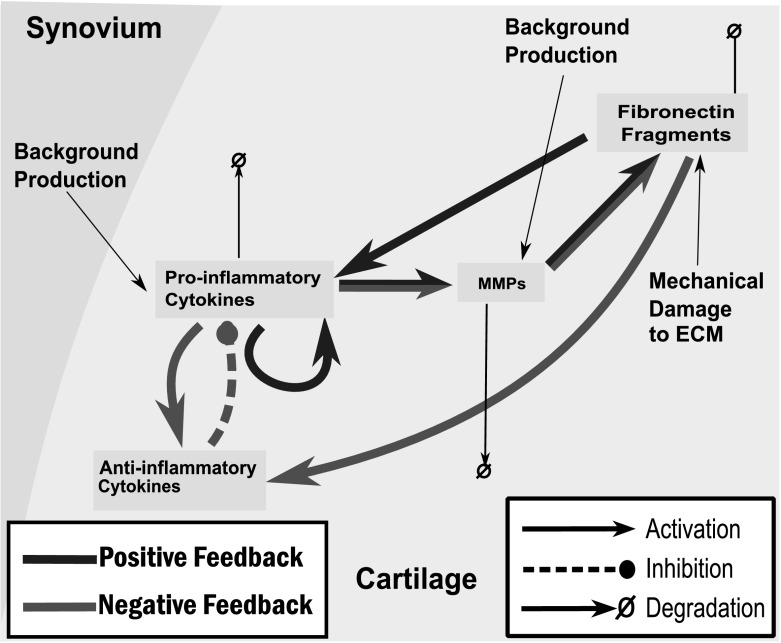 Synovium
Background
Production
Ø
Fibronectin
Fragments
Background
Production
Ø
Pro-inflammatory
Cytokines
MMPs
Mechanical
Damage
to ECM
Anti-inflammatory
Cytokines
Ø
Positive Feedback
Negative Feedback
Cartilage
Activation
Inhibition
Ø Degradation